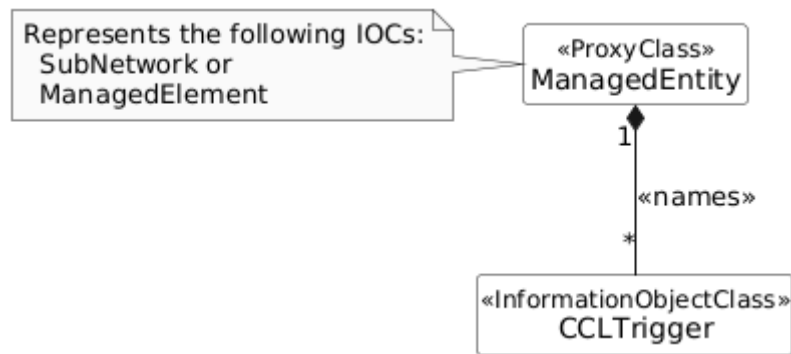 Represents the following IOCs:
SubNetwork or
ManagedElement
«ProxyClass»
ManagedEntity
1
«names»
*
«InformationObjectClass»
CCLTrigger